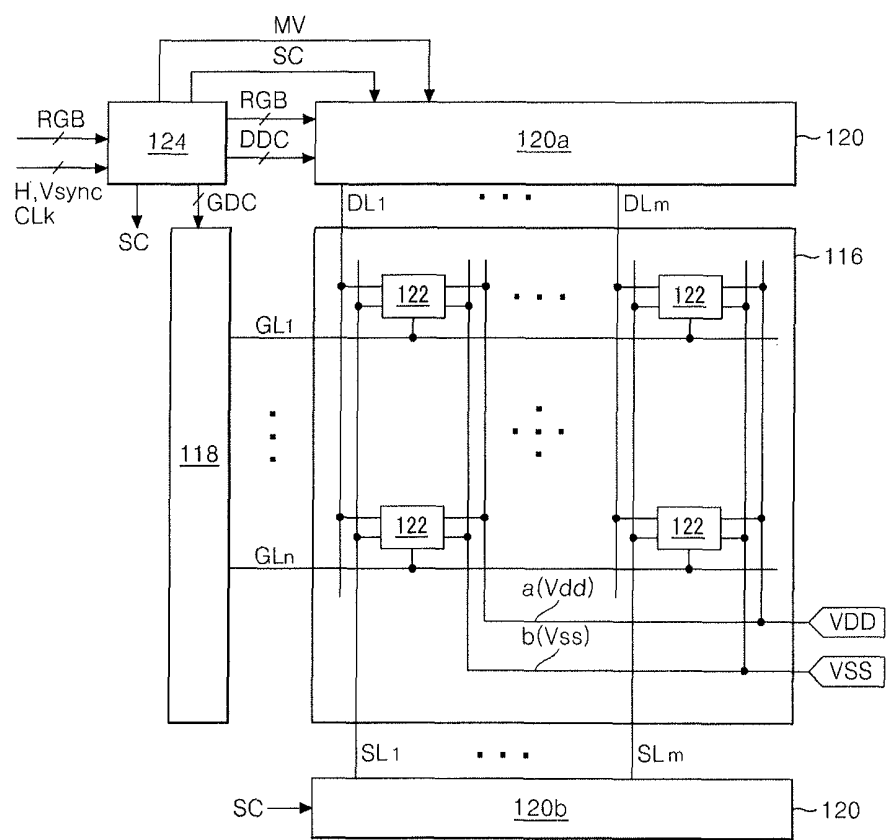 MV
SC
RGB
RGB
124
DDC
120a
120
H,Vsync
CLk
GDC
SC
DL1
DLm
116
122
122
GL1
118
122
122
GLn
a(Vdd)
VDD
b(Vss)
VSS
SL1
SLm
SC
120b
120